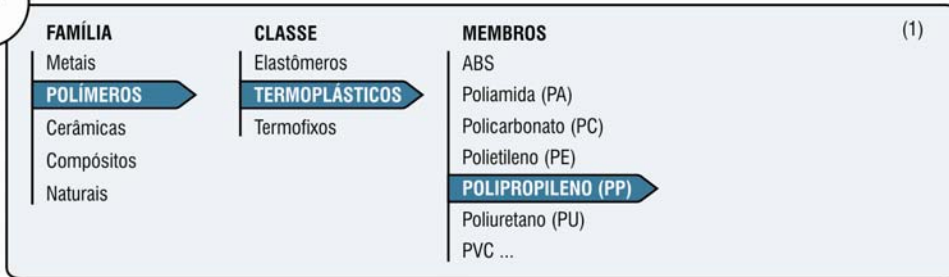 FAMÍLIA
Metais
POLÍMEROS
Cerâmicas
Compósitos
Naturais
CLASSE
Elastômeros
TERMOPLÁSTICOS
Termofixos
MEMBROS
ABS
Poliamida (PA)
Policarbonato (PC)
Polietileno (PE)
POLIPROPILENO (PP)
Poliuretano (PU)
PVC ...
(1)